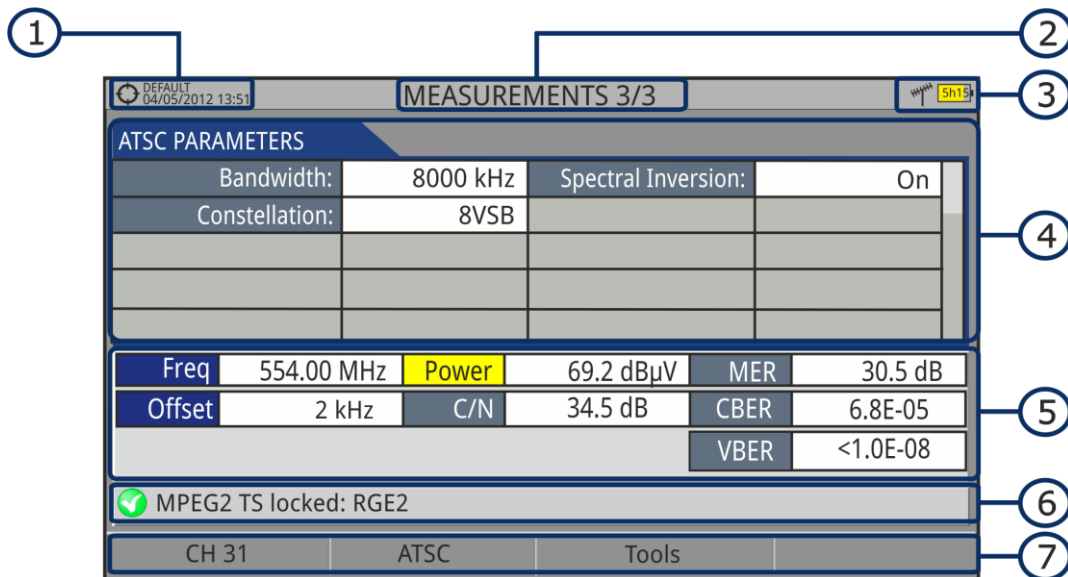 1
2
3
DEFAULT
04/05/2012 13:51
MEASUREMENTS 3/3
5h15
ATSC PARAMETERS
Bandwidth: 8000 kHz Spectral Inversion: On
Constellation: 8VSB
4
Freq 554.00 MHz Power 69.2 dBµV MER 30.5 dB
Offset 2 kHz C/N 34.5 dB CBER 6.8E-05
5
VBER <1.0E-08
MPEG2 TS locked: RGE2
6
CH 31 ATSC Tools
7